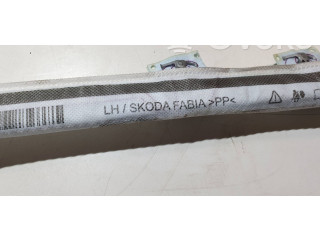 LH / SKODA FABIA >PP<